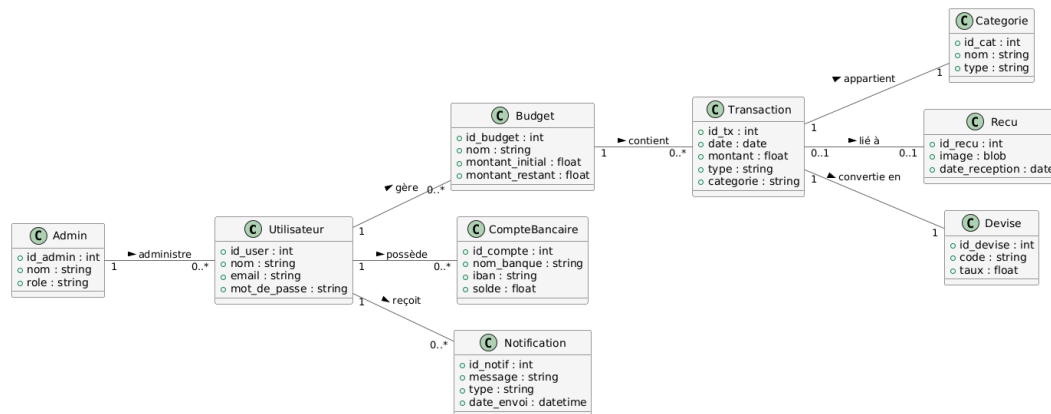 C Categorie
id_cat : int
nom : string
type : string
appartient
1
1
C Transaction
id_tx : int
date : date
montant : float
type : string
categorie : string
C Budget
id_budget : int
nom : string
montant_initial : float
montant_restant : float
contient
1
0..*
lié à
0..1
0..1
C Recu
id_recu : int
image : blob
date_reception : date
convertie en
1
1
C Devise
id_devise : int
code : string
taux : float
gère
1
0..*
C Admin
id_admin : int
nom : string
role : string
administre
1
0..*
C Utilisateur
id_user : int
nom : string
email : string
mot_de_passe : string
possède
1
0..*
C CompteBancaire
id_compte : int
nom_banque : string
iban : string
solde : float
reçoit
1
0..*
C Notification
id_notif : int
message : string
type : string
date_envoi : datetime